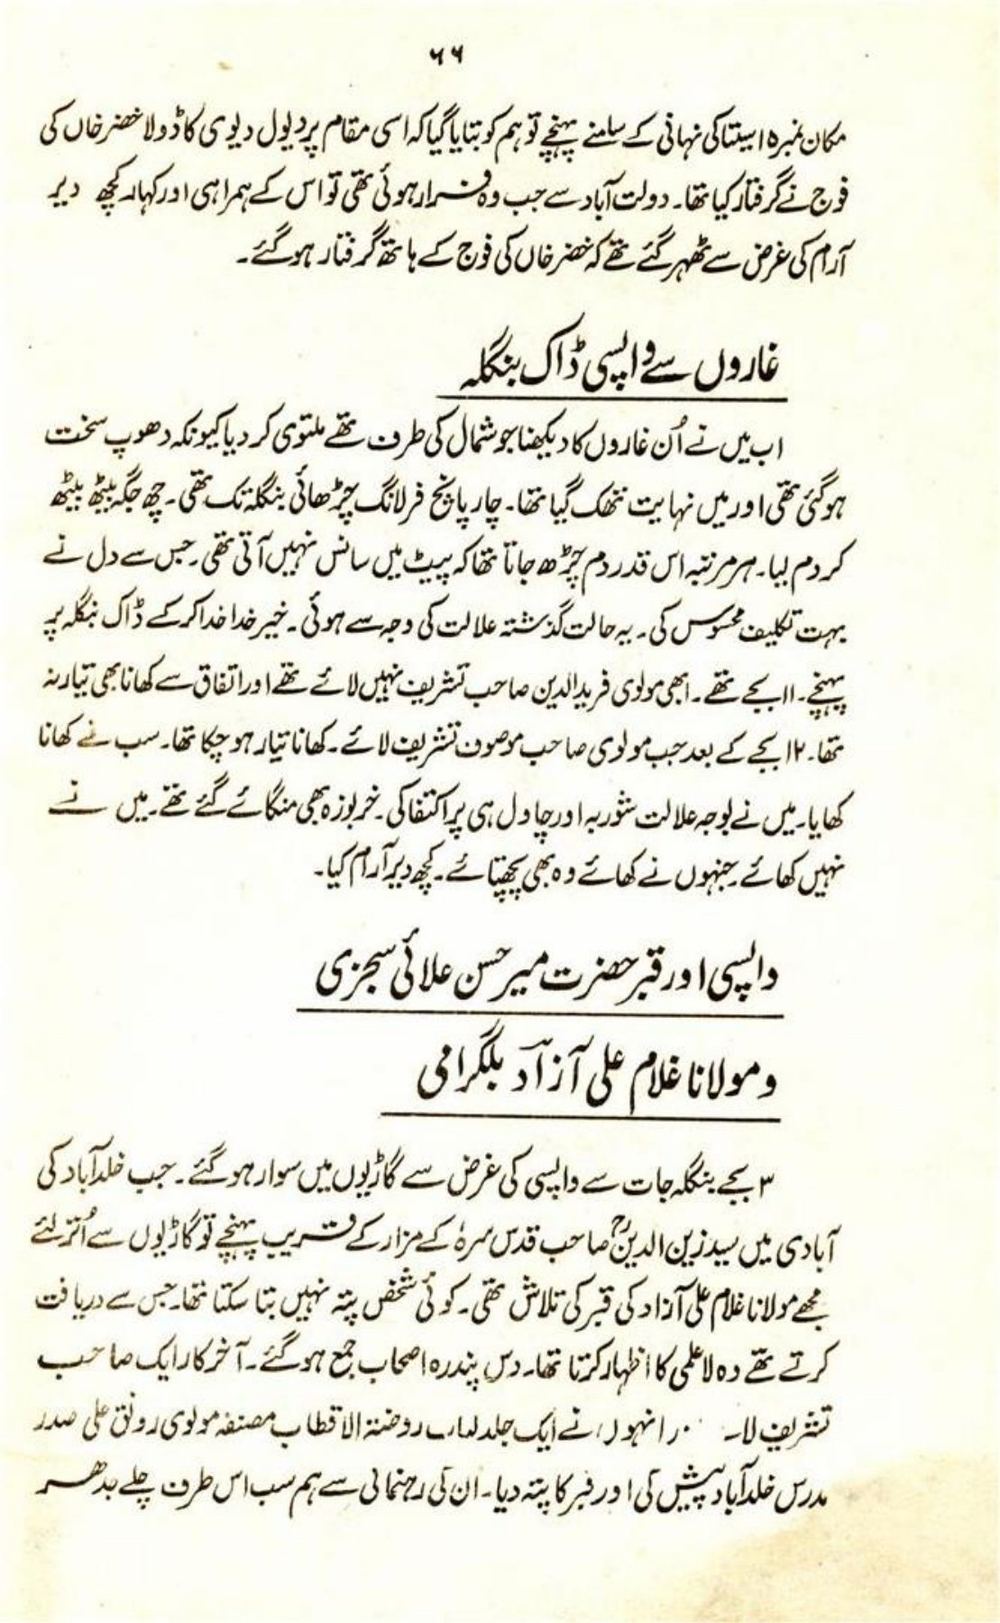 ۶۶
مکان نمبر ۱۵ سیتا کی نہانی کے سامنے پہنچے تو ہم کو بتایا گیا کہ اسی مقام پر دیول دیوی کا ڈولا خضر خاں کی
فوج نے گرفتار کیا تھا۔ دولت آباد سے جب وہ فرار ہوئی تھی تو اس کے ہمراہی اور کہار کچھ دیر
آرام کی غرض سے ٹھہر گئے تھے کہ خضر خاں کی فوج کے ہاتھ گرفتار ہو گئے۔
غاروں سے واپسی ڈاک بنگلہ
اب میں نے اُن غاروں کا دیکھنا جو شمال کی طرف تھے ملتوی کر دیا کیونکہ دھوپ سخت
ہو گئی تھی اور میں نہایت تھک گیا تھا۔ چار پانچ فرلانگ چڑھائی بنگلہ تک تھی۔ چھ جگہ بیٹھ بیٹھ
کر دم لیا۔ ہر مرتبہ اس قدر دم چڑھ جاتا تھا کہ پیٹ میں سانس نہیں آتی تھی۔ جس سے دل نے
بہت تکلیف محسوس کی۔ یہ حالت گذشتہ علالت کی وجہ سے ہوئی۔ خیر خدا خدا کر کے ڈاک بنگلہ پر
پہنچے۔ ۱۱ بجے تھے۔ ابھی مولوی فرید الدین صاحب تشریف نہیں لائے تھے اور اتفاق سے کھانا بھی تیار نہ
تھا۔ ۱۲ بجے کے بعد جب مولوی صاحب موصوف تشریف لائے۔ کھانا تیار ہو چکا تھا۔ سب نے کھانا
کھایا۔ میں نے بوجہ علالت شوربہ اور چاول ہی پر اکتفا کی۔ خربوزہ بھی منگائے گئے تھے۔ میں نے
نہیں کھائے۔ جنہوں نے کھائے وہ بھی پچھتائے۔ کچھ دیر آرام کیا۔
واپسی اور قبر حضرت میر حسن علائی سجزی
و مولانا غلام علی آزاد بلگرامی
۳ بجے بنگلہ جات سے واپسی کی غرض سے گاڑیوں میں سوار ہو گئے۔ جب خلد آباد کی
آبادی میں سید زین الدینؒ صاحب قدس سرہٗ کے مزار کے قریب پہنچے تو گاڑیوں سے اُتر لئے
مجھے مولانا غلام علی آزاد کی قبر کی تلاش تھی۔ کوئی شخص پتہ نہیں بتا سکتا تھا۔ جس سے دریافت
کرتے تھے وہ لا علمی کا اظہار کرتا تھا۔ دس پندرہ اصحاب جمع ہو گئے۔ آخر کار ایک صاحب
تشریف انہوں نے ایک جلد روضۃ الاقطاب مصنفہ مولوی رونق علی صدر
مدرس خلد آباد پیش کی اور قبر کا پتہ دیا۔ ان کی رہنمائی سے ہم سب اس طرف چلے جدھر